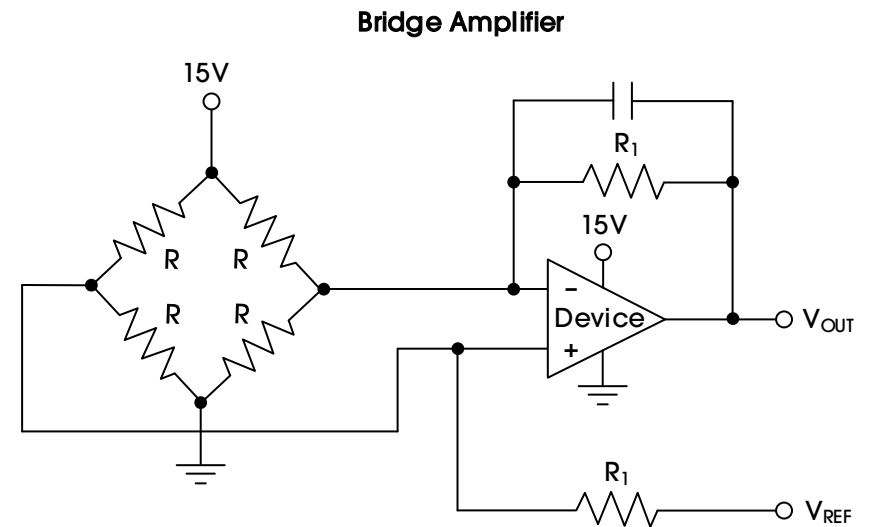 Bridge Amplifier
15V
R1
R
R
15V
R
R
-
Device
+
VOUT
R1
VREF